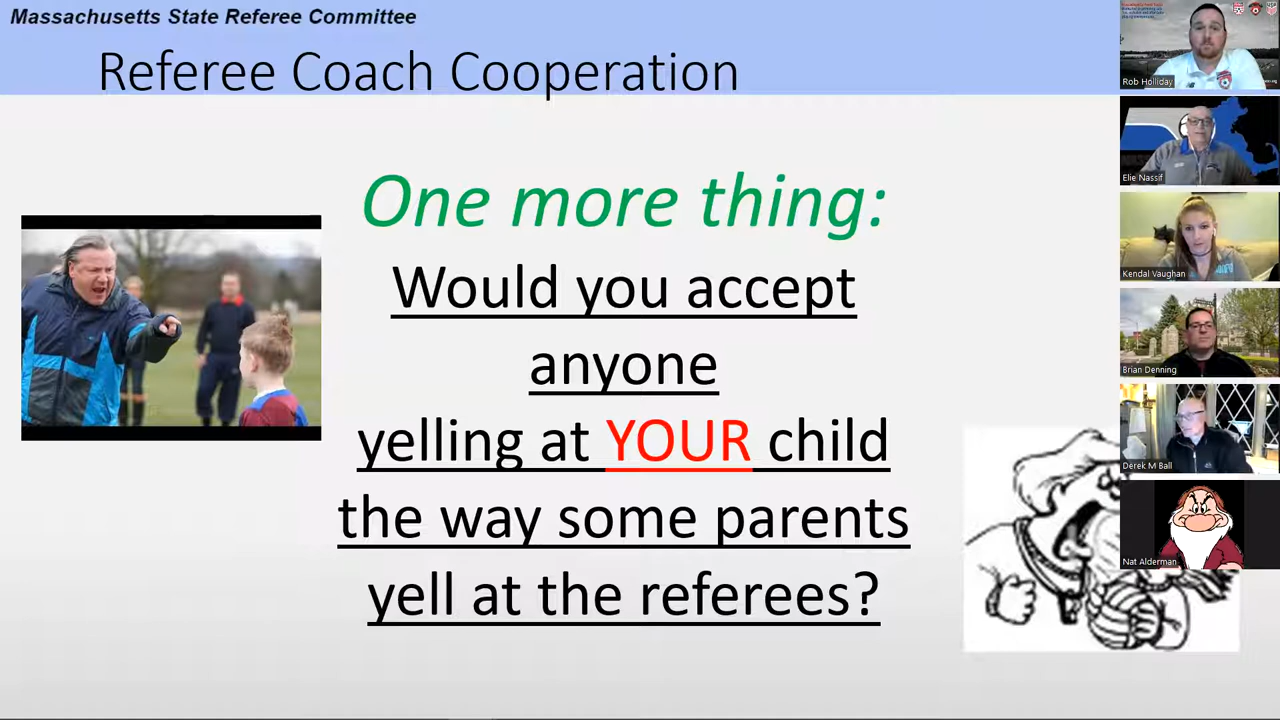 Massachusetts State Referee Committee
Referee Coach Cooperation
One more thing:
Would you accept
anyone
yelling at YOUR child
the way some parents
yell at the referees?
Rob Holliday
Elie Nassif
Kendal Vaughan
Brian Denning
Derek M Ball
Nat Alderman